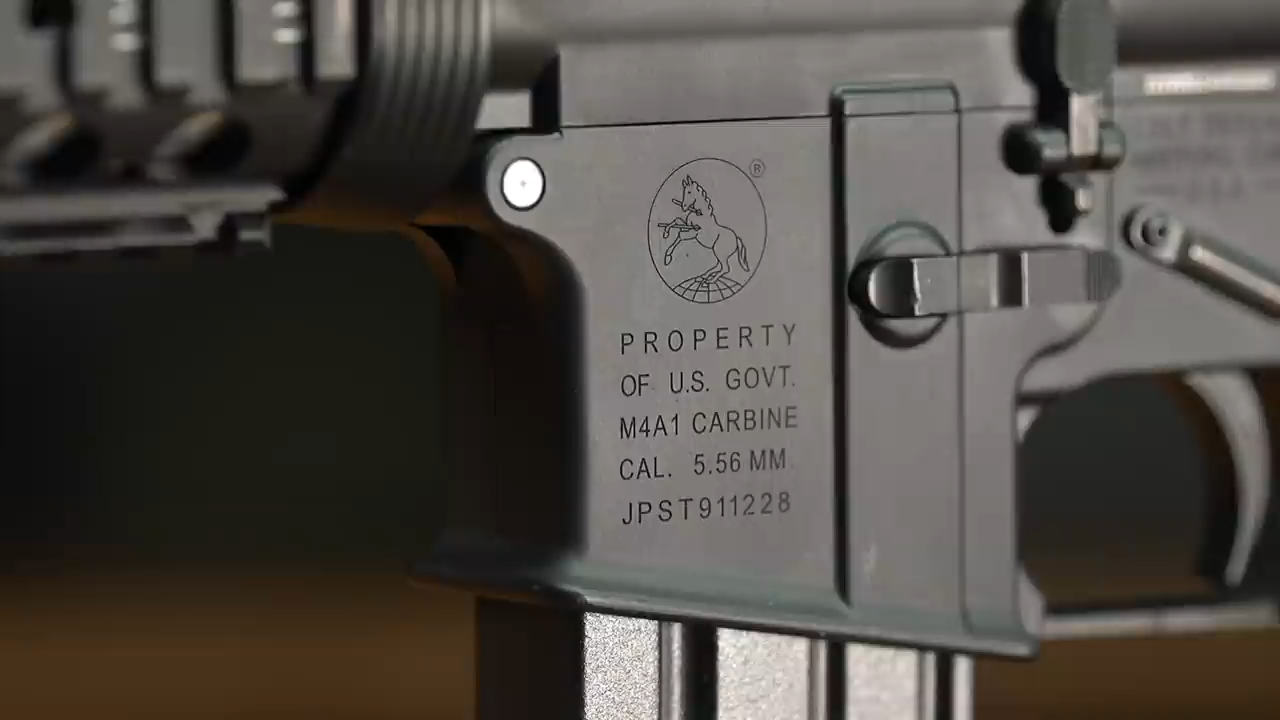 ®
PROPERTY
OF U.S. GOVT.
M4A1 CARBINE
CAL. 5.56 MM
JPST911228